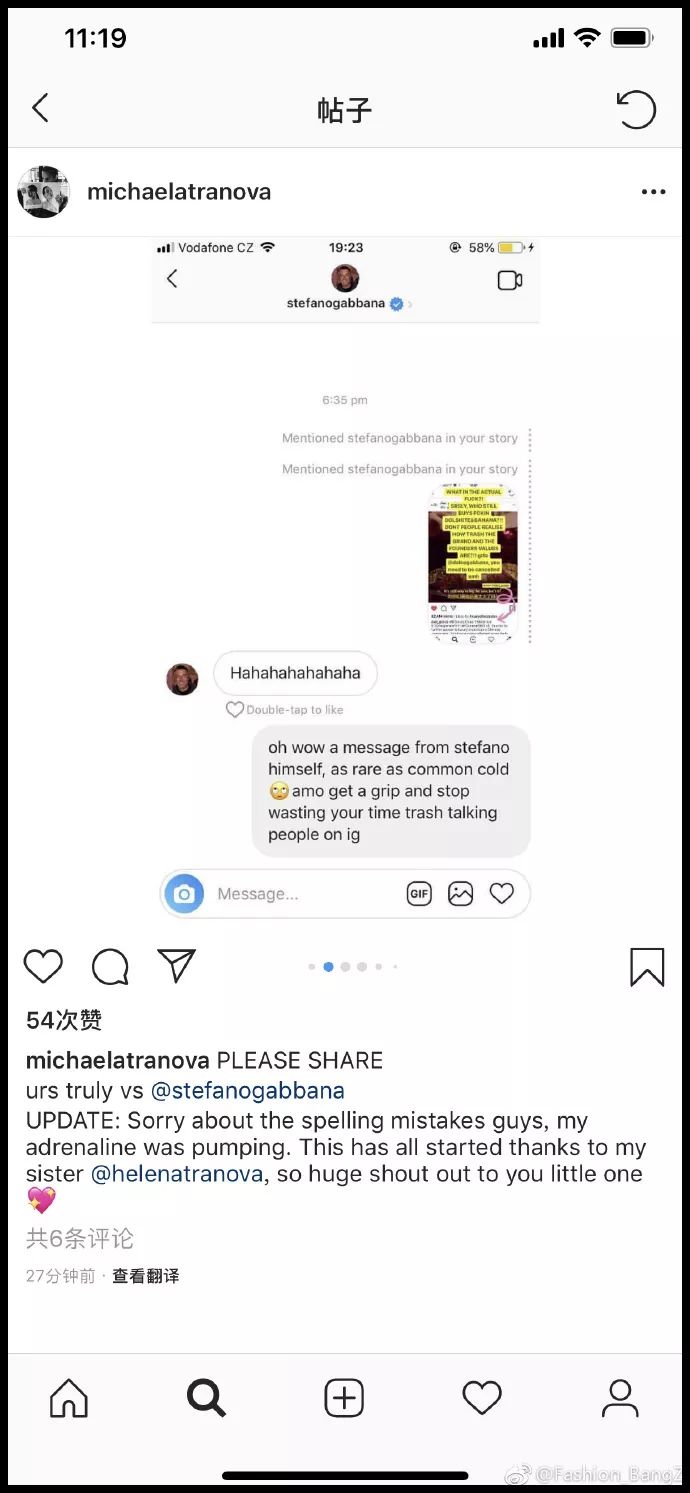 11:19
帖子
michaelatranova
Vodafone CZ
19:23
58%
stefanogabbana
6:35 pm
Mentioned stefanogabbana in your story
Mentioned stefanogabbana in your story
WHAT IN THE ACTUAL
FUCK?!
SRSLY, WHO STILL
BUYS FOKIN
DOLSHITE&BANANA?!!
DONT PEOPLE REALISE
HOW TRASH THE
BRAND AND THE
FOUNDERS VALUES
ARE?!!
@dolcegabbana, you
need to be cancelled
Hahahahahahaha
Double-tap to like
oh wow a message from stefano
himself, as rare as common cold
🙄amo get a grip and stop
wasting your time trash talking
people on ig
Message...
GIF
54次赞
michaelatranova PLEASE SHARE
urs truly vs @stefanogabbana
UPDATE: Sorry about the spelling mistakes guys, my
adrenaline was pumping. This has all started thanks to my
sister @helenatranova, so huge shout out to you little one
💖
共6条评论
27分钟前 · 查看翻译
@Fashion_BangZ